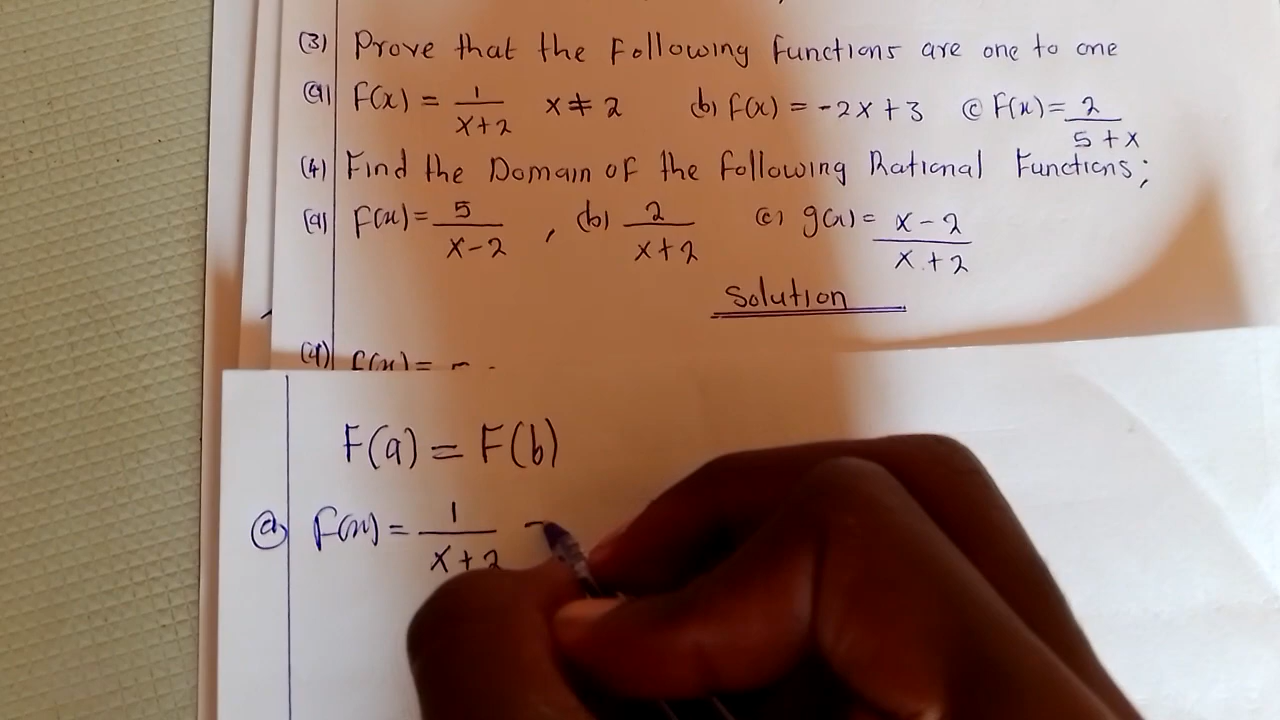 (3) Prove that the Following Functions are one to one
(a) F(x) = 1/x+2 x ≠ 2 (b) f(x) = -2x + 3 (c) F(x) = 2/5+x
(4) Find the Domain of the following Rational Functions;
(a) F(x) = 5/x-2 , (b) 2/x+2 (c) g(x) = x-2/x+2
Solution
(4) f(x) =
F(a) = F(b)
(a) F(x) = 1/x+2